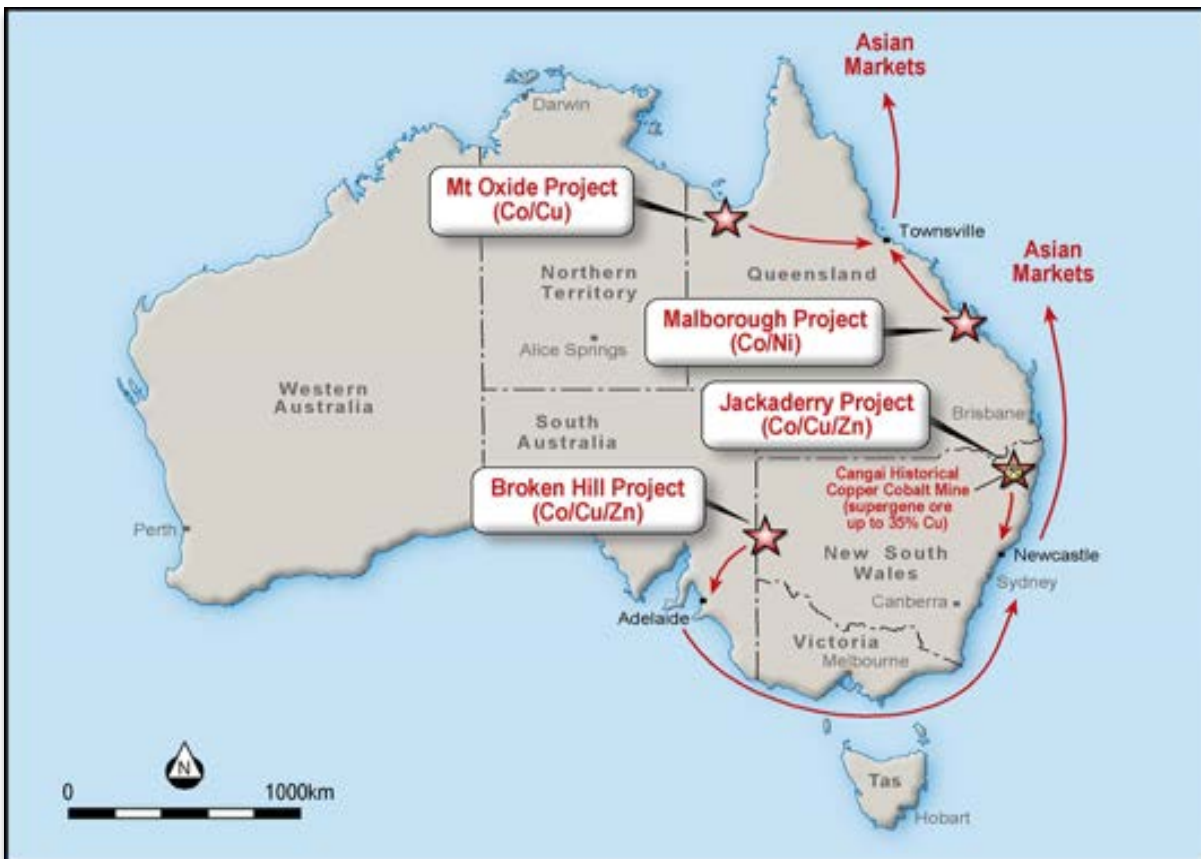 Asian
Markets
Darwin
Mt Oxide Project
(Co/Cu)
Townsville
Asian
Markets
Northern
Territory
Queensland
Malborough Project
(Co/Ni)
Alice Springs
Western
Australia
Jackaderry Project
(Co/Cu/Zn)
Brisbane
South
Australia
Cangai Historical
Copper Cobalt Mine
(supergene ore
up to 35% Cu)
Broken Hill Project
(Co/Cu/Zn)
Perth
New South
Wales
Newcastle
Sydney
Canberra
Adelaide
Victoria
Melbourne
N
0 1000km
Tas
Hobart